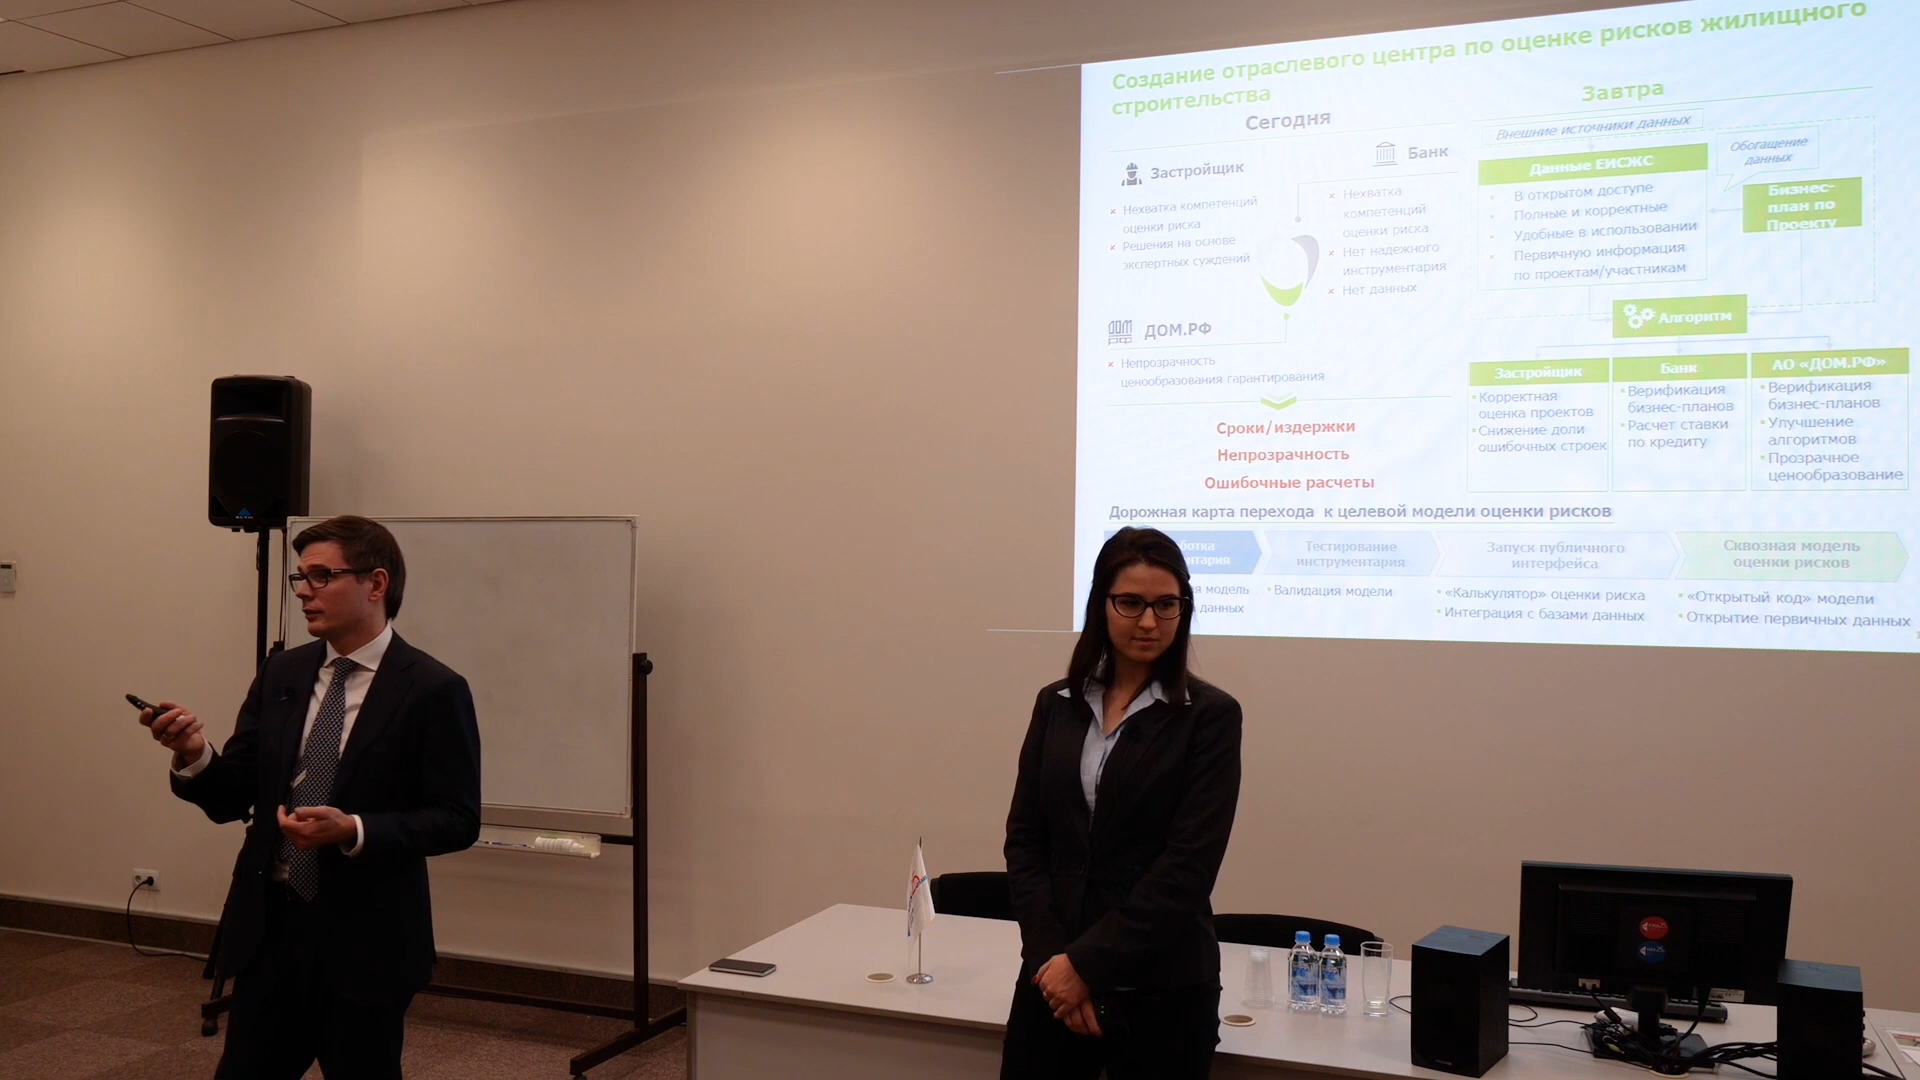 Создание отраслевого центра по оценке рисков жилищного
строительства
Сегодня
Застройщик
Нехватка компетенций
оценки риска
Решения на основе
экспертных суждений
Банк
Нехватка
компетенций
оценки риска
Нет надежного
инструментария
Нет данных
ДОМ
РФ
ДОМ.РФ
Непрозрачность
ценообразования гарантирования
Сроки/издержки
Непрозрачность
Ошибочные расчеты
Завтра
Внешние источники данных
Данные ЕИСЖС
В открытом доступе
Полные и корректные
Удобные в использовании
Первичную информация
по проектам/участникам
Обогащение
данных
Бизнес-
план по
Проекту
Алгоритм
Застройщик
Корректная
оценка проектов
Снижение доли
ошибочных строек
Банк
Верификация
бизнес-планов
Расчет ставки
по кредиту
АО «ДОМ.РФ»
Верификация
бизнес-планов
Улучшение
алгоритмов
Прозрачное
ценообразование
Дорожная карта перехода к целевой модели оценки рисков
ботка
нтария
я модель
данных
Тестирование
инструментария
Валидация модели
Запуск публичного
интерфейса
«Калькулятор» оценки риска
Интеграция с базами данных
Сквозная модель
оценки рисков
«Открытый код» модели
Открытие первичных данных